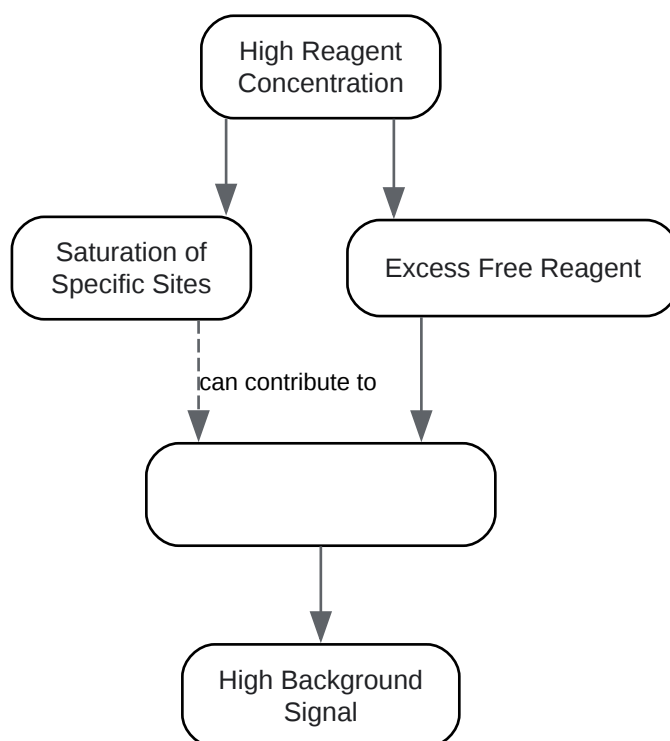 High Reagent
Concentration
Saturation of
Specific Sites
Excess Free Reagent
can contribute to
High Background
Signal